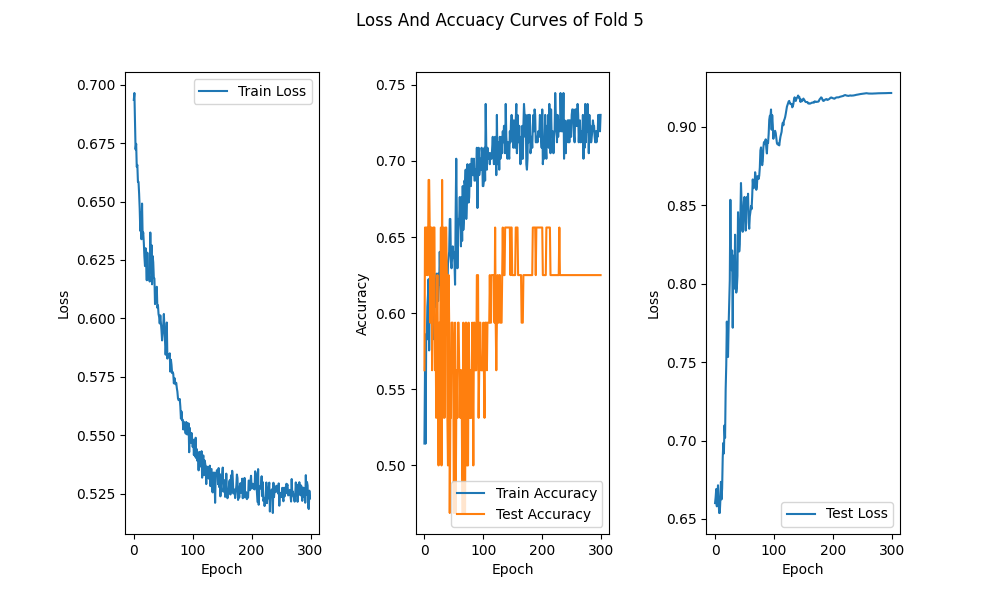 Loss And Accuacy Curves of Fold 5
0.700
0.675
0.650
0.625
0.600
0.575
0.550
0.525
Loss
0 100 200 300
Epoch
Train Loss
0.75
0.70
0.65
0.60
0.55
0.50
Accuracy
0 100 200 300
Epoch
Train Accuracy
Test Accuracy
0.90
0.85
0.80
0.75
0.70
0.65
Loss
0 100 200 300
Epoch
Test Loss